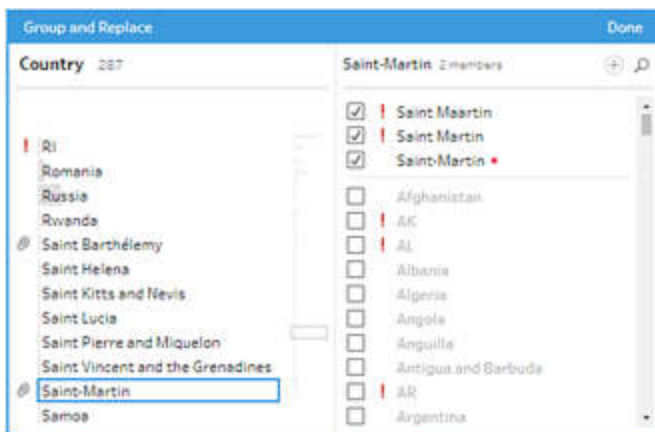 Group and Replace
Done
Country 287
! RI
Romania
Russia
Rwanda
Saint Barthélemy
Saint Helena
Saint Kitts and Nevis
Saint Lucia
Saint Pierre and Miquelon
Saint Vincent and the Grenadines
Saint-Martin
Samoa
Saint-Martin 2 members
! Saint Maartin
! Saint Martin
Saint-Martin •
Afghanistan
! AK
! AL
Albania
Algeria
Angola
Anguilla
Antigua and Barbuda
! AR
Argentina